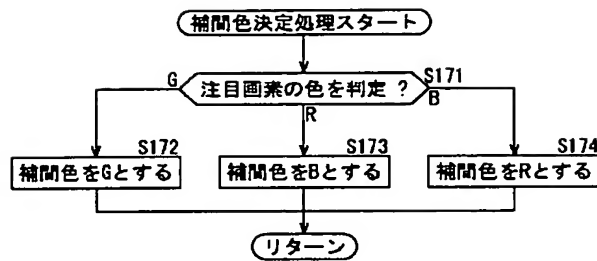 補間色決定処理スタート
G
注目画素の色を判定 ?
S171
B
R
S172
補間色をGとする
S173
補間色をBとする
S174
補間色をRとする
リターン